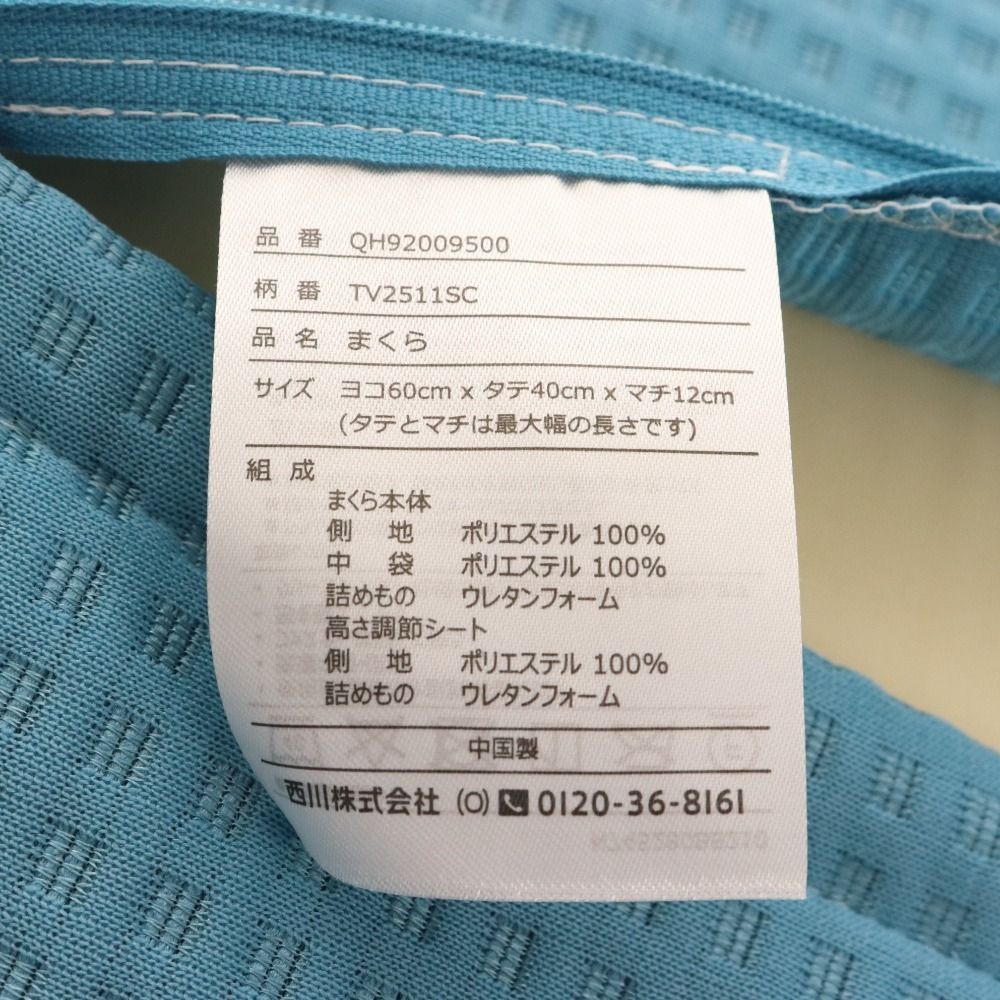 品番 QH92009500
柄番 TV2511SC
品名 まくら
サイズ ヨコ60cm x タテ40cm x マチ12cm
(タテとマチは最大幅の長さです)
組成
まくら本体
側地 ポリエステル 100%
中袋 ポリエステル 100%
詰めもの ウレタンフォーム
高さ調節シート
側地 ポリエステル 100%
詰めもの ウレタンフォーム
中国製
西川株式会社 (O) 0120-36-8161